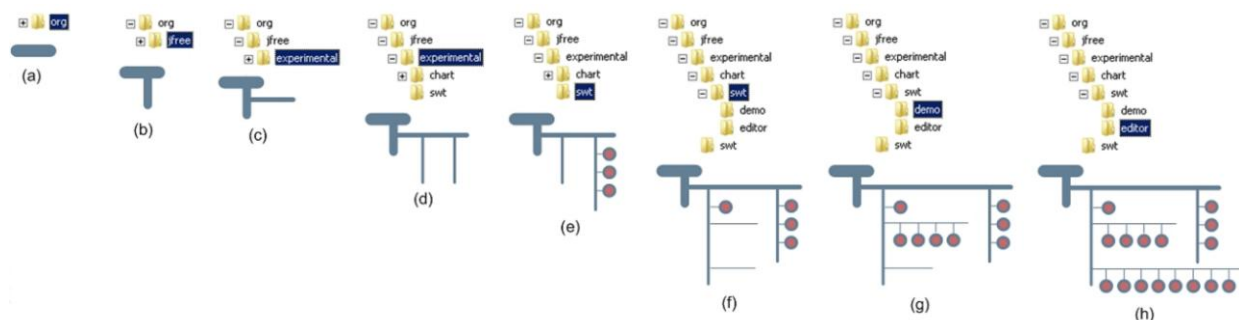 org
(a)
org
jfree
(b)
org
jfree
experimental
(c)
org
jfree
experimental
chart
swt
(d)
org
jfree
experimental
chart
swt
(e)
org
jfree
experimental
chart
swt
demo
editor
swt
(f)
org
jfree
experimental
chart
swt
demo
editor
swt
(g)
org
jfree
experimental
chart
swt
demo
editor
swt
(h)